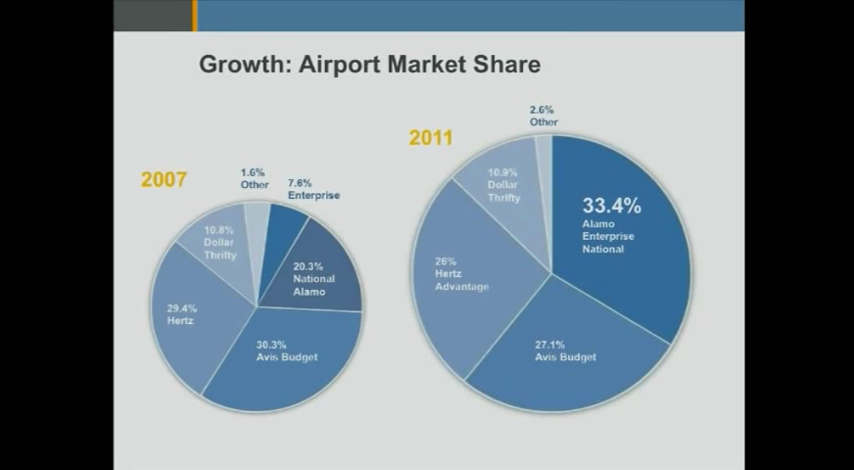 Growth: Airport Market Share
2007
1.6%
Other
7.6%
Enterprise
10.8%
Dollar
Thrifty
20.3%
National
Alamo
29.4%
Hertz
30.3%
Avis Budget
2011
2.6%
Other
10.9%
Dollar
Thrifty
33.4%
Alamo
Enterprise
National
26%
Hertz
Advantage
27.1%
Avis Budget